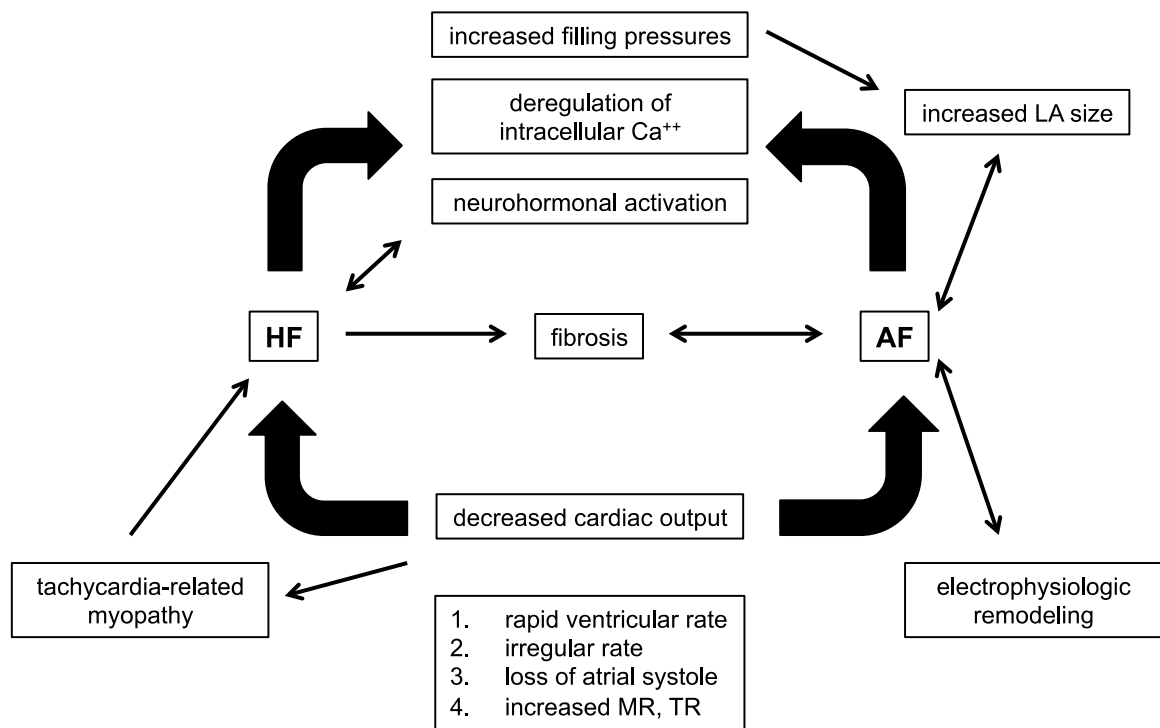 increased filling pressures
deregulation of
intracellular Ca⁺⁺
increased LA size
neurohormonal activation
HF
fibrosis
AF
decreased cardiac output
tachycardia-related
myopathy
electrophysiologic
remodeling
1. rapid ventricular rate
2. irregular rate
3. loss of atrial systole
4. increased MR, TR